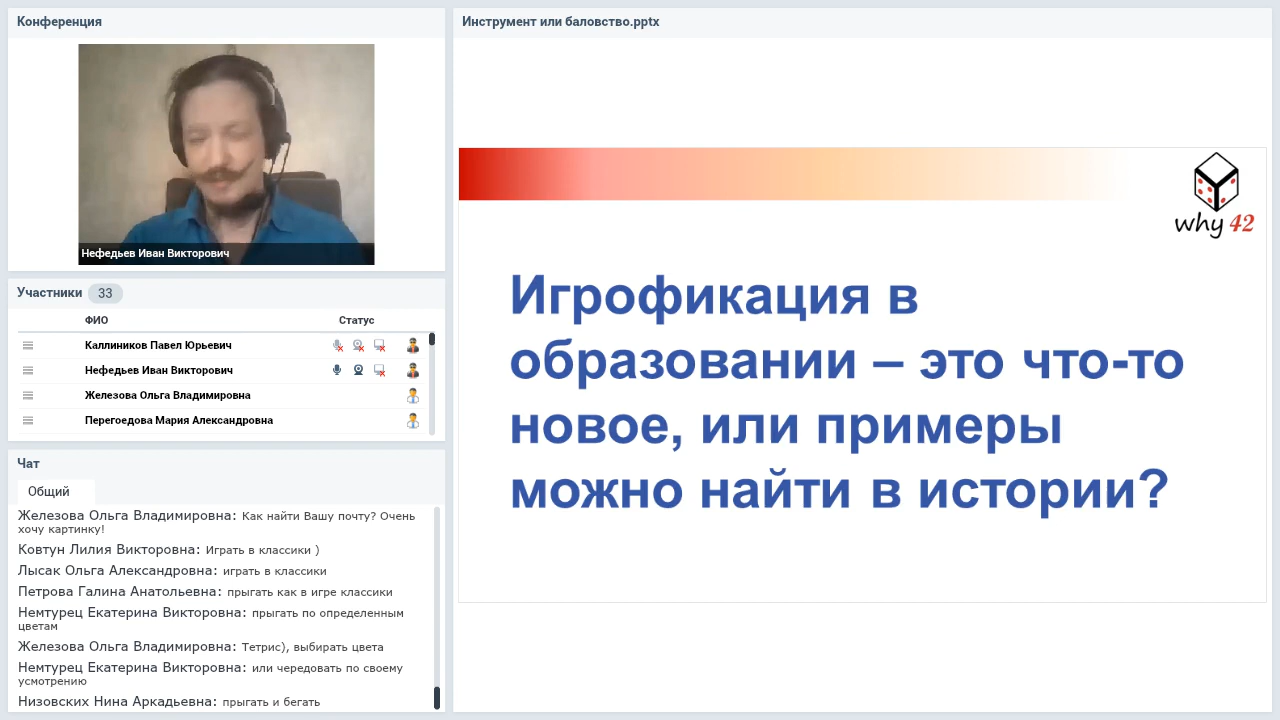 Конференция
Нефедьев Иван Викторович
Участники 33
ФИО Статус
Каллиников Павел Юрьевич
Нефедьев Иван Викторович
Железова Ольга Владимировна
Перегоедова Мария Александровна
Чат
Общий
Железова Ольга Владимировна: Как найти Вашу почту? Очень
хочу картинку!
Ковтун Лилия Викторовна: Играть в классики )
Лысак Ольга Александровна: играть в классики
Петрова Галина Анатольевна: прыгать как в игре классики
Немтурец Екатерина Викторовна: прыгать по определенным
цветам
Железова Ольга Владимировна: Тетрис), выбирать цвета
Немтурец Екатерина Викторовна: или чередовать по своему
усмотрению
Низовских Нина Аркадьевна: прыгать и бегать
Инструмент или баловство.pptx
why 42
Игрофикация в
образовании – это что-то
новое, или примеры
можно найти в истории?